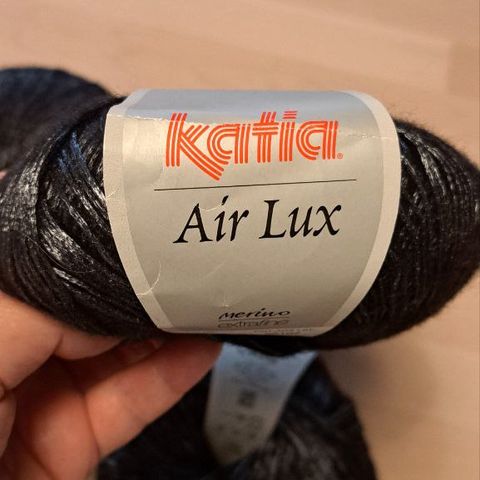 katia
Air Lux
merino
extrafine